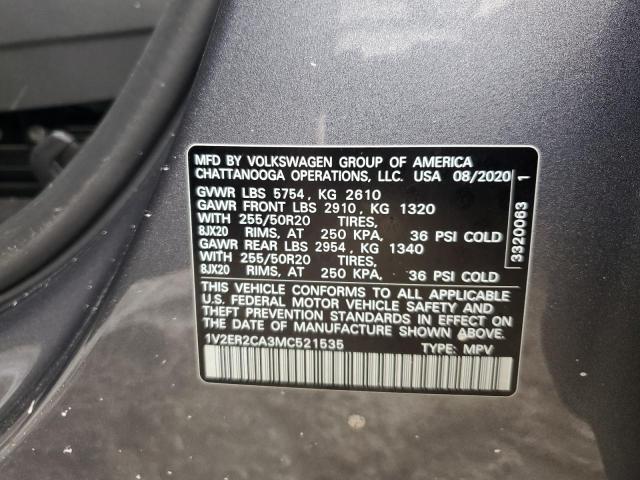 MFD BY VOLKSWAGEN GROUP OF AMERICA
CHATTANOOGA OPERATIONS, LLC. USA 08/2020
GVWR LBS 5754, KG 2610
GAWR FRONT LBS 2910, KG 1320
WITH 255/50R20 TIRES,
8JX20 RIMS, AT 250 KPA, 36 PSI COLD
GAWR REAR LBS 2954, KG 1340
WITH 255/50R20 TIRES,
8JX20 RIMS, AT 250 KPA, 36 PSI COLD
THIS VEHICLE CONFORMS TO ALL APPLICABLE
U.S. FEDERAL MOTOR VEHICLE SAFETY AND
THEFT PREVENTION STANDARDS IN EFFECT ON
THE DATE OF MANUFACTURE SHOWN ABOVE.
1V2ER2CA3MC521535 TYPE: MPV
3320063 1